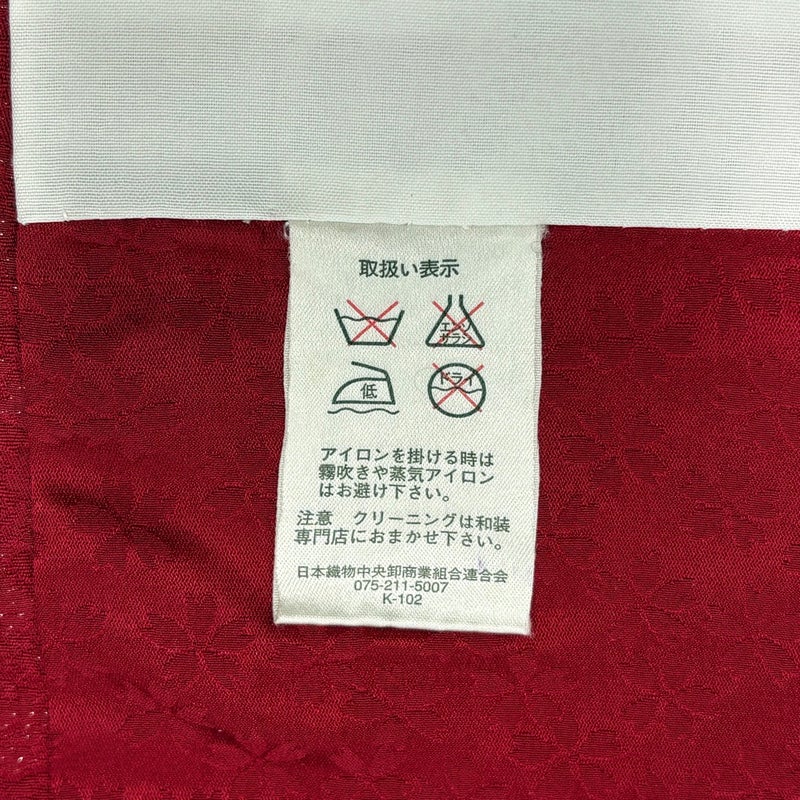 取扱い表示
エンソ
サラシ
低
ドライ
アイロンを掛ける時は
霧吹きや蒸気アイロン
はお避け下さい。
注意 クリーニングは和装
専門店におまかせ下さい。
日本織物中央卸商業組合連合会
075-211-5007
K-102